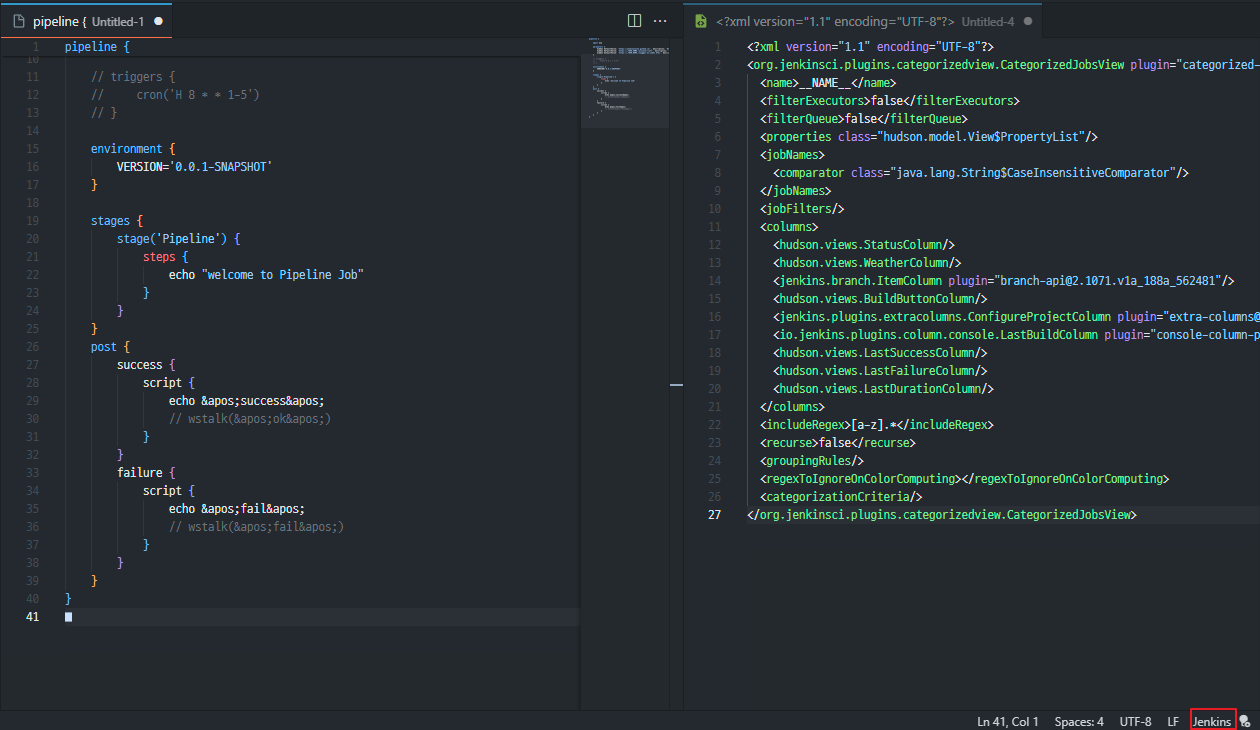 pipeline { Untitled-1 ●
1 pipeline {
10
11 // triggers {
12 //     cron('H 8 * * 1-5')
13 // }
14
15 environment {
16 VERSION='0.0.1-SNAPSHOT'
17 }
18
19 stages {
20 stage('Pipeline') {
21 steps {
22 echo "welcome to Pipeline Job"
23 }
24 }
25 }
26 post {
27 success {
28 script {
29 echo &apos;success&apos;
30 // wstalk(&apos;ok&apos;)
31 }
32 }
33 failure {
34 script {
35 echo &apos;fail&apos;
36 // wstalk(&apos;fail&apos;)
37 }
38 }
39 }
40 }
41
<?xml version="1.1" encoding="UTF-8"?> Untitled-4 ●
1 <?xml version="1.1" encoding="UTF-8"?>
2 <org.jenkinsci.plugins.categorizedview.CategorizedJobsView plugin="categorized-
3 <name>__NAME__</name>
4 <filterExecutors>false</filterExecutors>
5 <filterQueue>false</filterQueue>
6 <properties class="hudson.model.View$PropertyList"/>
7 <jobNames>
8 <comparator class="java.lang.String$CaseInsensitiveComparator"/>
9 </jobNames>
10 <jobFilters/>
11 <columns>
12 <hudson.views.StatusColumn/>
13 <hudson.views.WeatherColumn/>
14 <jenkins.branch.ItemColumn plugin="branch-api@2.1071.v1a_188a_562481"/>
15 <hudson.views.BuildButtonColumn/>
16 <jenkins.plugins.extracolumns.ConfigureProjectColumn plugin="extra-columns@
17 <io.jenkins.plugins.column.console.LastBuildColumn plugin="console-column-p
18 <hudson.views.LastSuccessColumn/>
19 <hudson.views.LastFailureColumn/>
20 <hudson.views.LastDurationColumn/>
21 </columns>
22 <includeRegex>[a-z].*</includeRegex>
23 <recurse>false</recurse>
24 <groupingRules/>
25 <regexToIgnoreOnColorComputing></regexToIgnoreOnColorComputing>
26 <categorizationCriteria/>
27 </org.jenkinsci.plugins.categorizedview.CategorizedJobsView>
Ln 41, Col 1 Spaces: 4 UTF-8 LF Jenkins